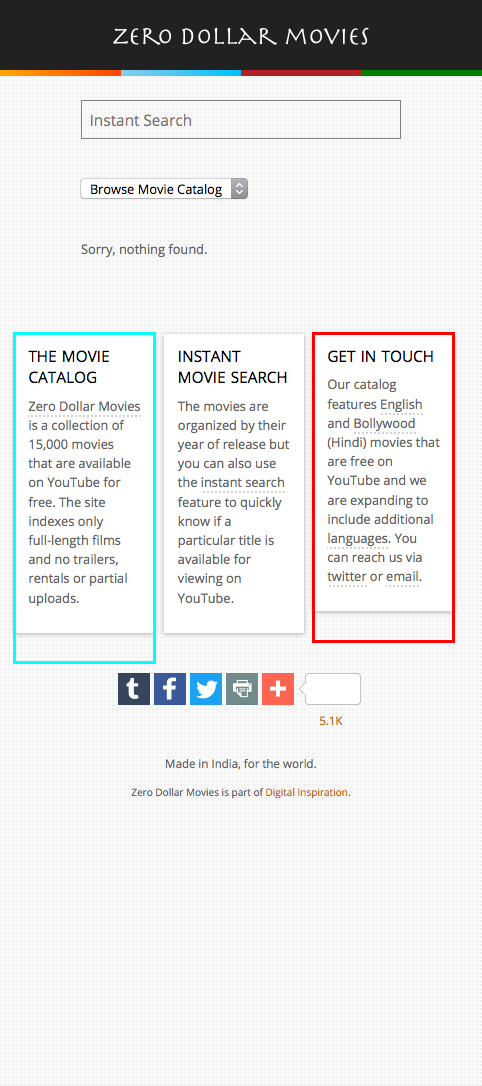 ZERO DOLLAR MOVIES
Instant Search
Browse Movie Catalog
Sorry, nothing found.
THE MOVIE
CATALOG
Zero Dollar Movies
is a collection of
15,000 movies
that are available
on YouTube for
free. The site
indexes only
full-length films
and no trailers,
rentals or partial
uploads.
INSTANT
MOVIE SEARCH
The movies are
organized by their
year of release but
you can also use
the instant search
feature to quickly
know if a
particular title is
available for
viewing on
YouTube.
GET IN TOUCH
Our catalog
features English
and Bollywood
(Hindi) movies that
are free on
YouTube and we
are expanding to
include additional
languages. You
can reach us via
twitter or email.
5.1K
Made in India, for the world.
Zero Dollar Movies is part of Digital Inspiration.